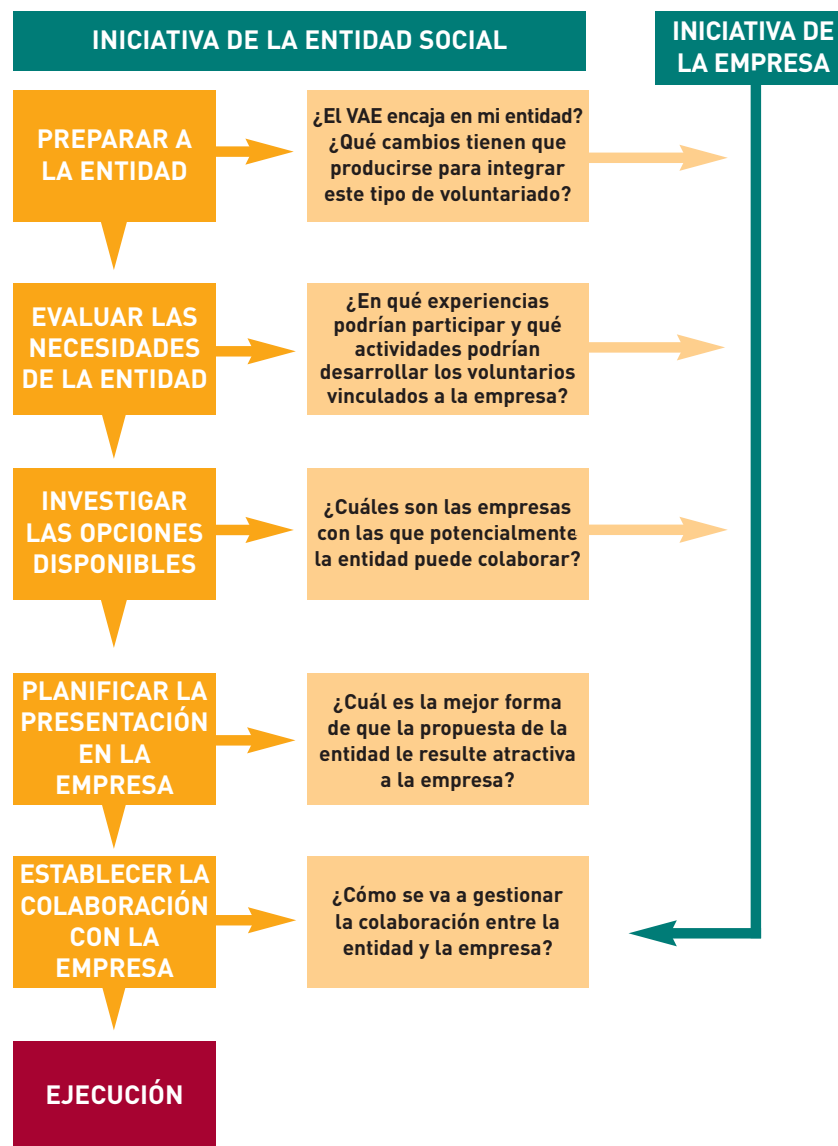 INICIATIVA DE LA ENTIDAD SOCIAL
INICIATIVA DE
LA EMPRESA
PREPARAR A
LA ENTIDAD
¿El VAE encaja en mi entidad?
¿Qué cambios tienen que
producirse para integrar
este tipo de voluntariado?
EVALUAR LAS
NECESIDADES
DE LA ENTIDAD
¿En qué experiencias
podrían participar y qué
actividades podrían
desarrollar los voluntarios
vinculados a la empresa?
INVESTIGAR
LAS OPCIONES
DISPONIBLES
¿Cuáles son las empresas
con las que potencialmente
la entidad puede colaborar?
PLANIFICAR LA
PRESENTACIÓN
EN LA
EMPRESA
¿Cuál es la mejor forma
de que la propuesta de la
entidad le resulte atractiva
a la empresa?
ESTABLECER LA
COLABORACIÓN
CON LA
EMPRESA
¿Cómo se va a gestionar
la colaboración entre la
entidad y la empresa?
EJECUCIÓN